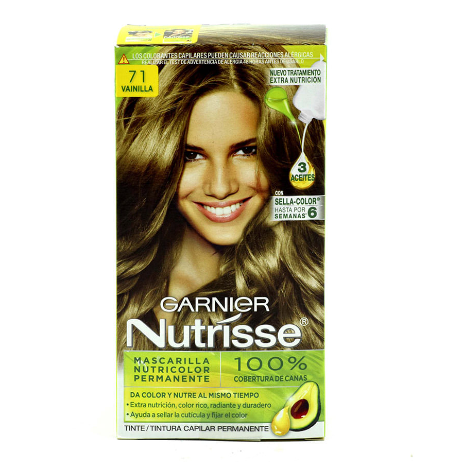 LOS COLORANTES CAPILARES PUEDEN CAUSAR REACCIONES ALÉRGICAS
71
VAINILLA
NUEVO TRATAMIENTO
EXTRA NUTRICIÓN
3
ACEITES
CON
SELLA-COLOR®
HASTA POR 6
SEMANAS
GARNIER
Nutrisse®
MASCARILLA
NUTRICOLOR
PERMANENTE
100%
COBERTURA DE CANAS
DA COLOR Y NUTRE AL MISMO TIEMPO
• Extra nutrición, color rico, radiante y duradero
• Ayuda a sellar la cutícula y fijar el color
TINTE/TINTURA CAPILAR PERMANENTE